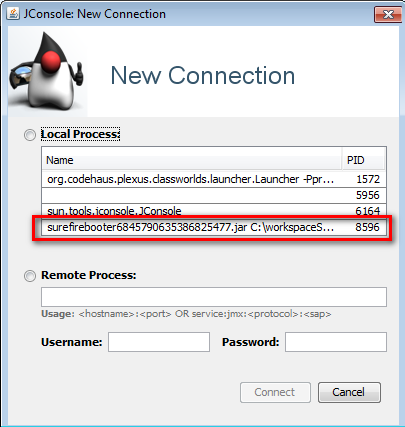 JConsole: New Connection
New Connection
Local Process:
Name PID
org.codehaus.plexus.classworlds.launcher.Launcher -Ppr... 1572
5956
sun.tools.jconsole.JConsole 6164
surefirebooter6845790635386825477.jar C:\workspaceS... 8596
Remote Process:
Usage: <hostname>:<port> OR service:jmx:<protocol>:<sap>
Username: Password:
Connect Cancel